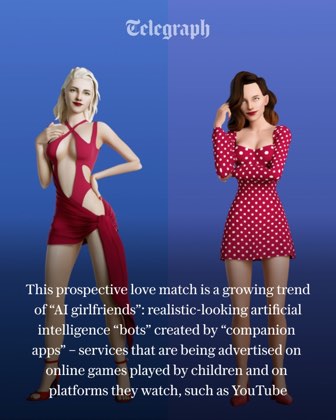 Telegraph
This prospective love match is a growing trend
of “AI girlfriends”: realistic-looking artificial
intelligence “bots” created by “companion
apps” – services that are being advertised on
online games played by children and on
platforms they watch, such as YouTube